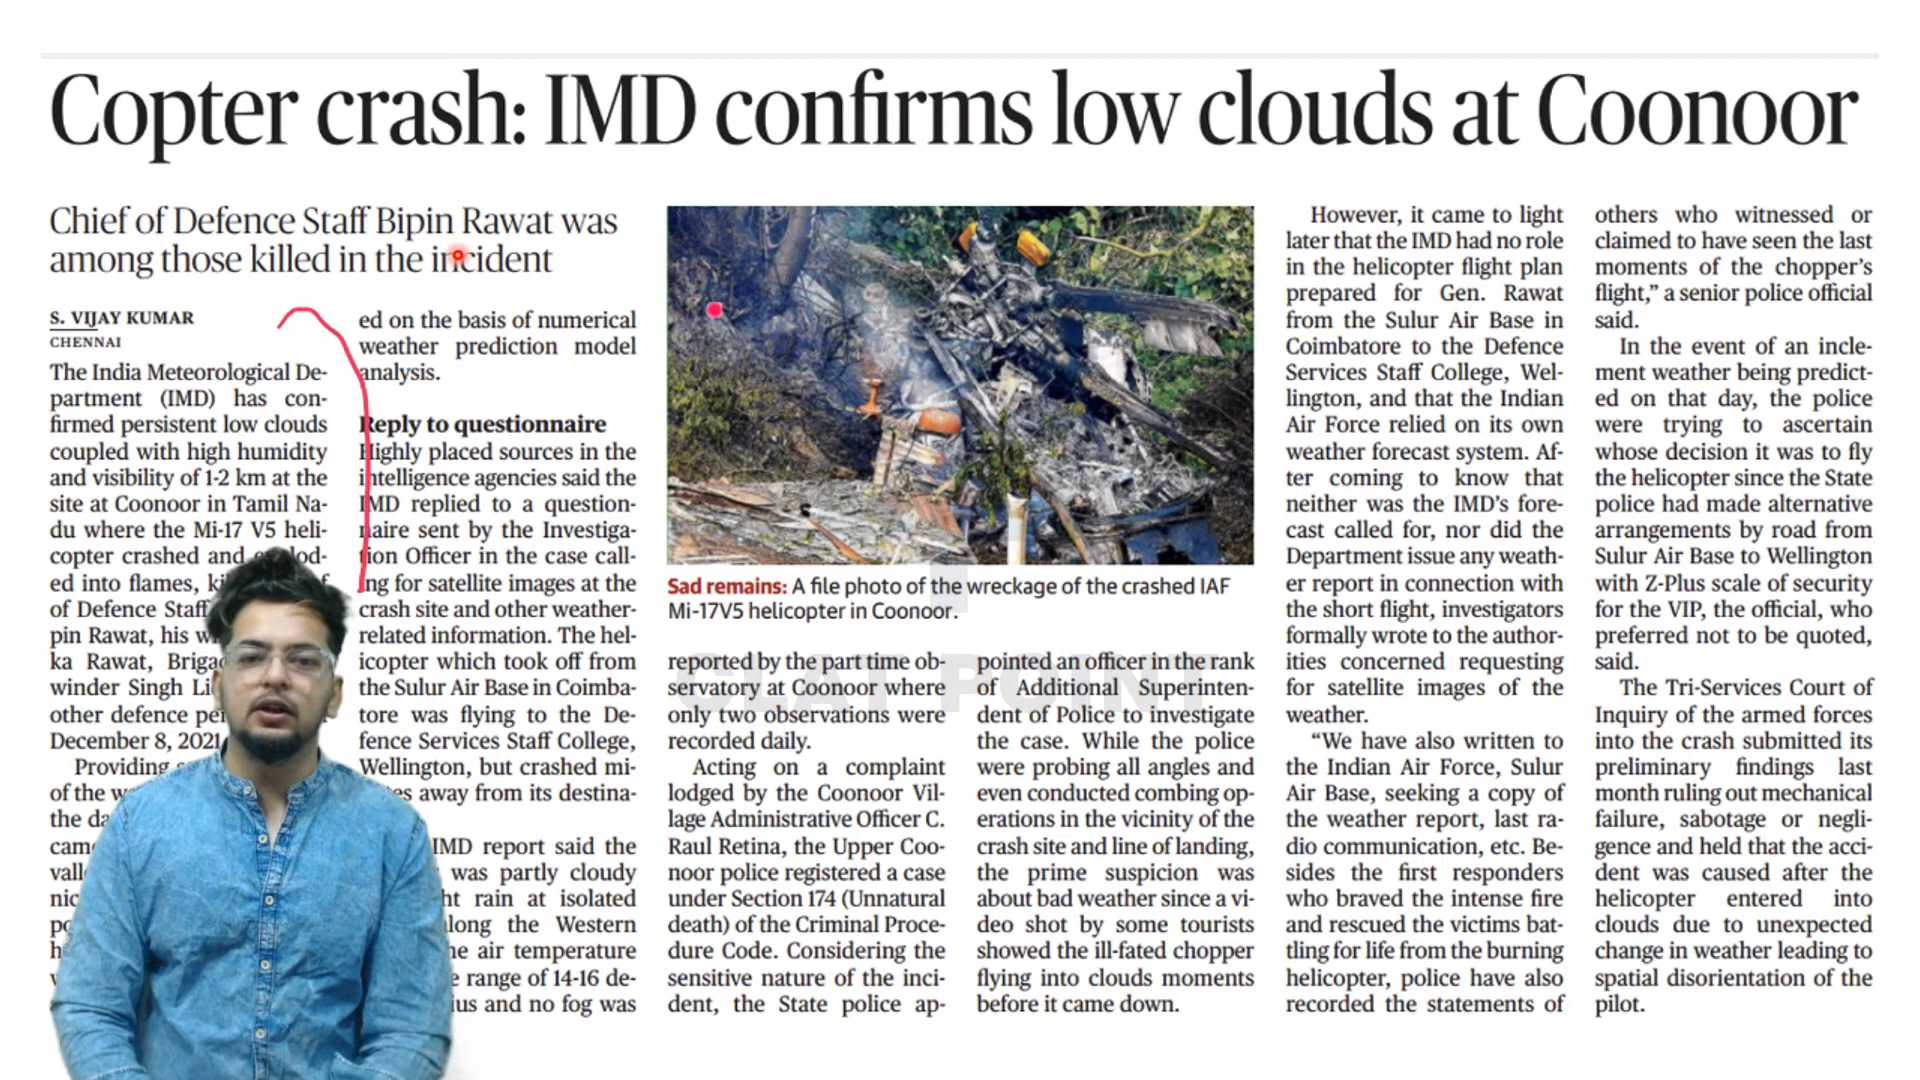 Copter crash: IMD confirms low clouds at Coonoor
Chief of Defence Staff Bipin Rawat was
among those killed in the incident
S. VIJAY KUMAR
CHENNAI
The India Meteorological De-
partment (IMD) has con-
firmed persistent low clouds
coupled with high humidity
and visibility of 1-2 km at the
site at Coonoor in Tamil Na-
du where the Mi-17 V5 heli-
copter crashed and
ed into flames,
of Defence Staff
pin Rawat, his
ka Rawat,
winder Singh
other defence
December 8, 2021
Providing
of the
the
ed on the basis of numerical
weather prediction model
analysis.
Reply to questionnaire
Highly placed sources in the
intelligence agencies said the
IMD replied to a question-
naire sent by the Investiga-
tion Officer in the case call-
ing for satellite images at the
crash site and other weather-
related information. The hel-
icopter which took off from
the Sulur Air Base in Coimba-
tore was flying to the De-
fence Services Staff College,
Wellington, but crashed mi-
away from its destina-
IMD report said the
was partly cloudy
rain at isolated
along the Western
air temperature
range of 14-16 de-
and no fog was
Sad remains: A file photo of the wreckage of the crashed IAF
Mi-17V5 helicopter in Coonoor.
CLAT POINT
reported by the part time ob-
servatory at Coonoor where
only two observations were
recorded daily.
Acting on a complaint
lodged by the Coonoor Vil-
lage Administrative Officer C.
Raul Retina, the Upper Coo-
noor police registered a case
under Section 174 (Unnatural
death) of the Criminal Proce-
dure Code. Considering the
sensitive nature of the inci-
dent, the State police ap-
pointed an officer in the rank
of Additional Superinten-
dent of Police to investigate
the case. While the police
were probing all angles and
even conducted combing op-
erations in the vicinity of the
crash site and line of landing,
the prime suspicion was
about bad weather since a vi-
deo shot by some tourists
showed the ill-fated chopper
flying into clouds moments
before it came down.
However, it came to light
later that the IMD had no role
in the helicopter flight plan
prepared for Gen. Rawat
from the Sulur Air Base in
Coimbatore to the Defence
Services Staff College, Wel-
lington, and that the Indian
Air Force relied on its own
weather forecast system. Af-
ter coming to know that
neither was the IMD's fore-
cast called for, nor did the
Department issue any weath-
er report in connection with
the short flight, investigators
formally wrote to the author-
ities concerned requesting
for satellite images of the
weather.
"We have also written to
the Indian Air Force, Sulur
Air Base, seeking a copy of
the weather report, last ra-
dio communication, etc. Be-
sides the first responders
who braved the intense fire
and rescued the victims bat-
tling for life from the burning
helicopter, police have also
recorded the statements of
others who witnessed or
claimed to have seen the last
moments of the chopper's
flight," a senior police official
said.
In the event of an incle-
ment weather being predict-
ed on that day, the police
were trying to ascertain
whose decision it was to fly
the helicopter since the State
police had made alternative
arrangements by road from
Sulur Air Base to Wellington
with Z-Plus scale of security
for the VIP, the official, who
preferred not to be quoted,
said.
The Tri-Services Court of
Inquiry of the armed forces
into the crash submitted its
preliminary findings last
month ruling out mechanical
failure, sabotage or negli-
gence and held that the acci-
dent was caused after the
helicopter entered into
clouds due to unexpected
change in weather leading to
spatial disorientation of the
pilot.